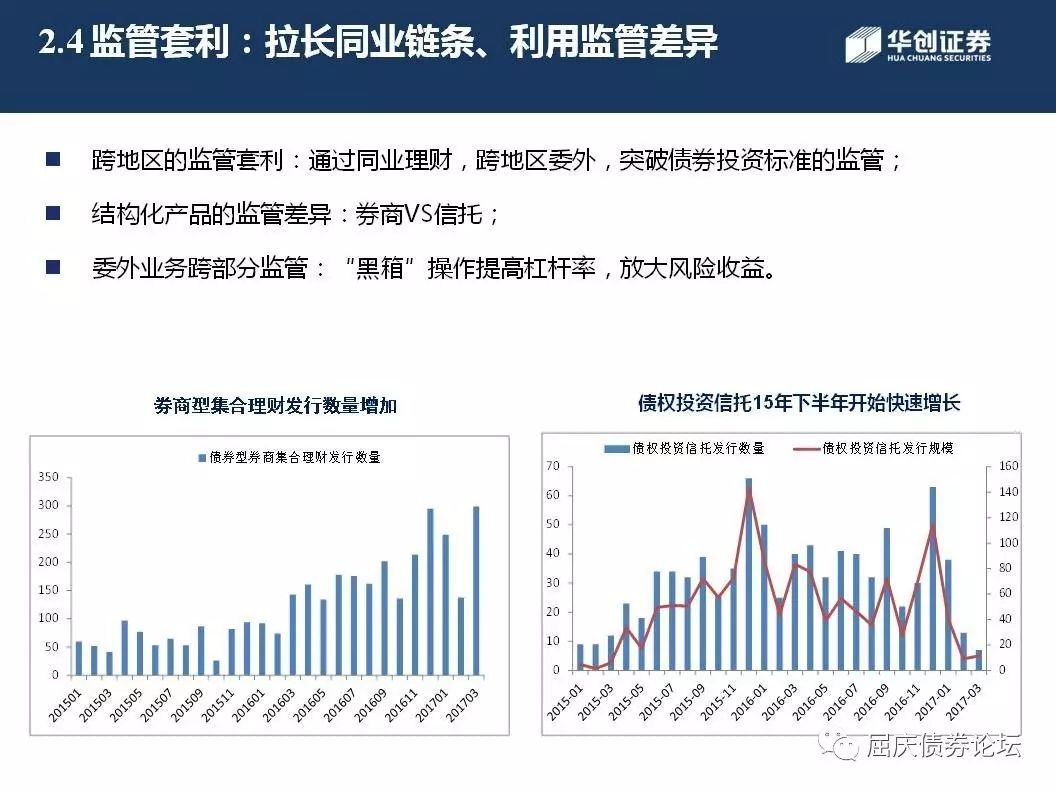 2.4 监管套利：拉长同业链条、利用监管差异
华创证券
HUA CHUANG SECURITIES
跨地区的监管套利：通过同业理财，跨地区委外，突破债券投资标准的监管；
结构化产品的监管差异：券商VS信托；
委外业务跨部分监管：“黑箱”操作提高杠杆率，放大风险收益。
券商型集合理财发行数量增加
债券型券商集合理财发行数量
350
300
250
200
150
100
50
0
201501 201503 201505 201507 201509 201511 201601 201603 201605 201607 201609 201611 201701 201703
债权投资信托15年下半年开始快速增长
债权投资信托发行数量 债权投资信托发行规模
70 160
60 140
50 120
40 100
30 80
20 60
10 40
0 20
0
2015-01 2015-03 2015-05 2015-07 2015-09 2015-11 2016-01 2016-03 2016-05 2016-07 2016-09 2016-11 2017-01 2017-03
屈庆债券论坛